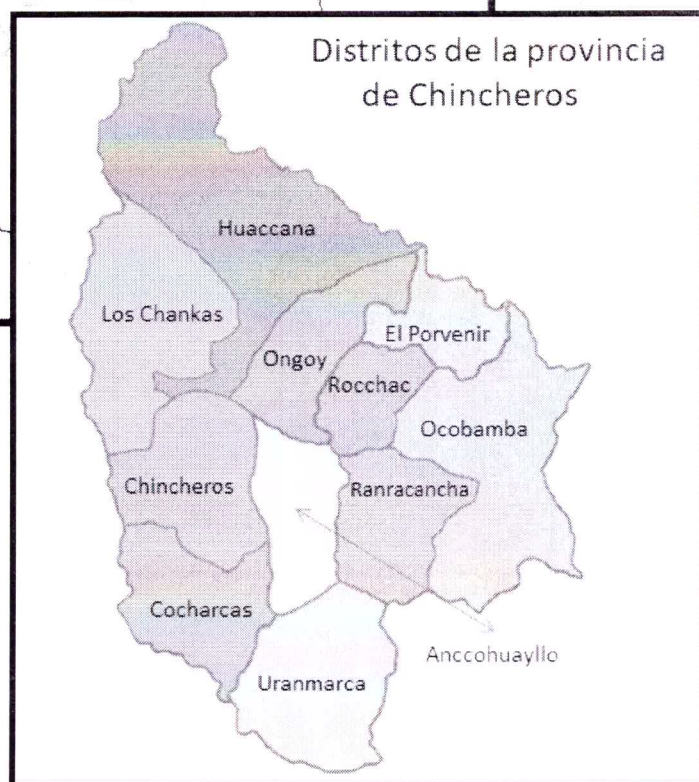 Distritos de la provincia
de Chincheros
Huaccana
Los Chankas
El Porvenir
Ongoy
Rocchac
Ocobamba
Chincheros
Ranracancha
Cocharcas
Anccohuayllo
Uranmarca